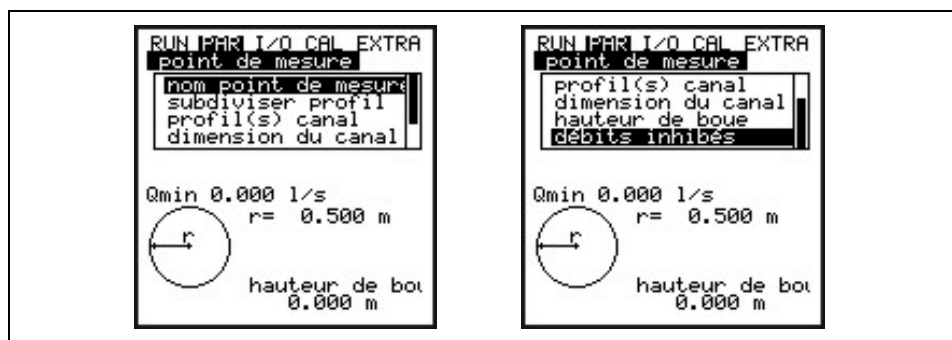 RUN PAR I/O CAL EXTRA
point de mesure
nom point de mesure
subdiviser profil
profil(s) canal
dimension du canal
Qmin 0.000 l/s
r= 0.500 m
r
hauteur de bou
0.000 m
RUN PAR I/O CAL EXTRA
point de mesure
profil(s) canal
dimension du canal
hauteur de boue
débits inhibés
Qmin 0.000 l/s
r= 0.500 m
r
hauteur de bou
0.000 m